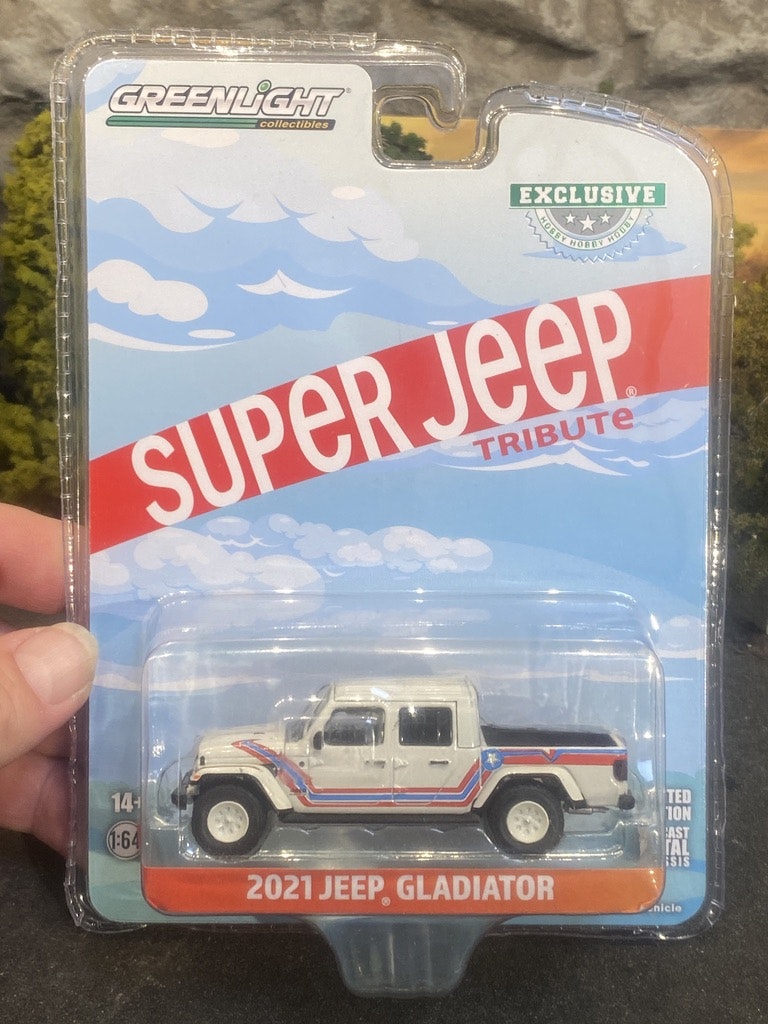 GREENLiGHT®
collectibles
EXCLUSIVE
HOBBY HOBBY HOBBY
SUPeR JeeP®
TRIBUTe
14+
1:64
2021 JEEP® GLADIATOR